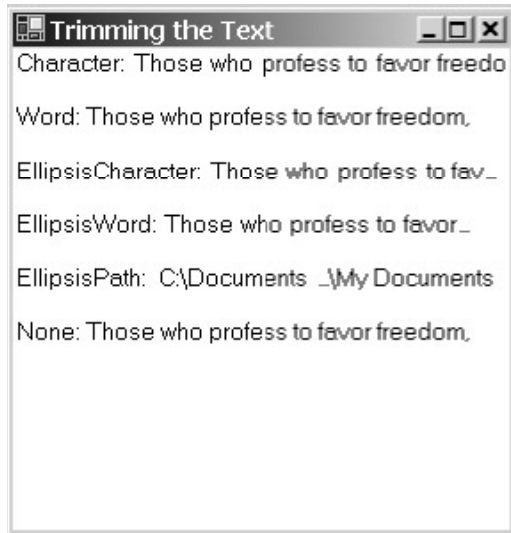 Trimming the Text
Character: Those who profess to favor freedo
Word: Those who profess to favor freedom,
EllipsisCharacter: Those who profess to fav...
EllipsisWord: Those who profess to favor...
EllipsisPath: C:\Documents ...\My Documents
None: Those who profess to favor freedom,